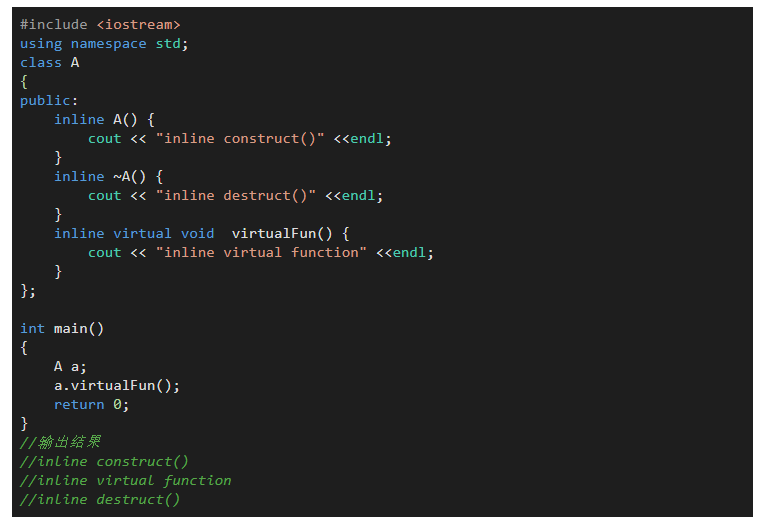 #include <iostream>
using namespace std;
class A
{
public:
    inline A() {
        cout << "inline construct()" <<endl;
    }
    inline ~A() {
        cout << "inline destruct()" <<endl;
    }
    inline virtual void  virtualFun() {
        cout << "inline virtual function" <<endl;
    }
};

int main()
{
    A a;
    a.virtualFun();
    return 0;
}
//输出结果
//inline construct()
//inline virtual function
//inline destruct()